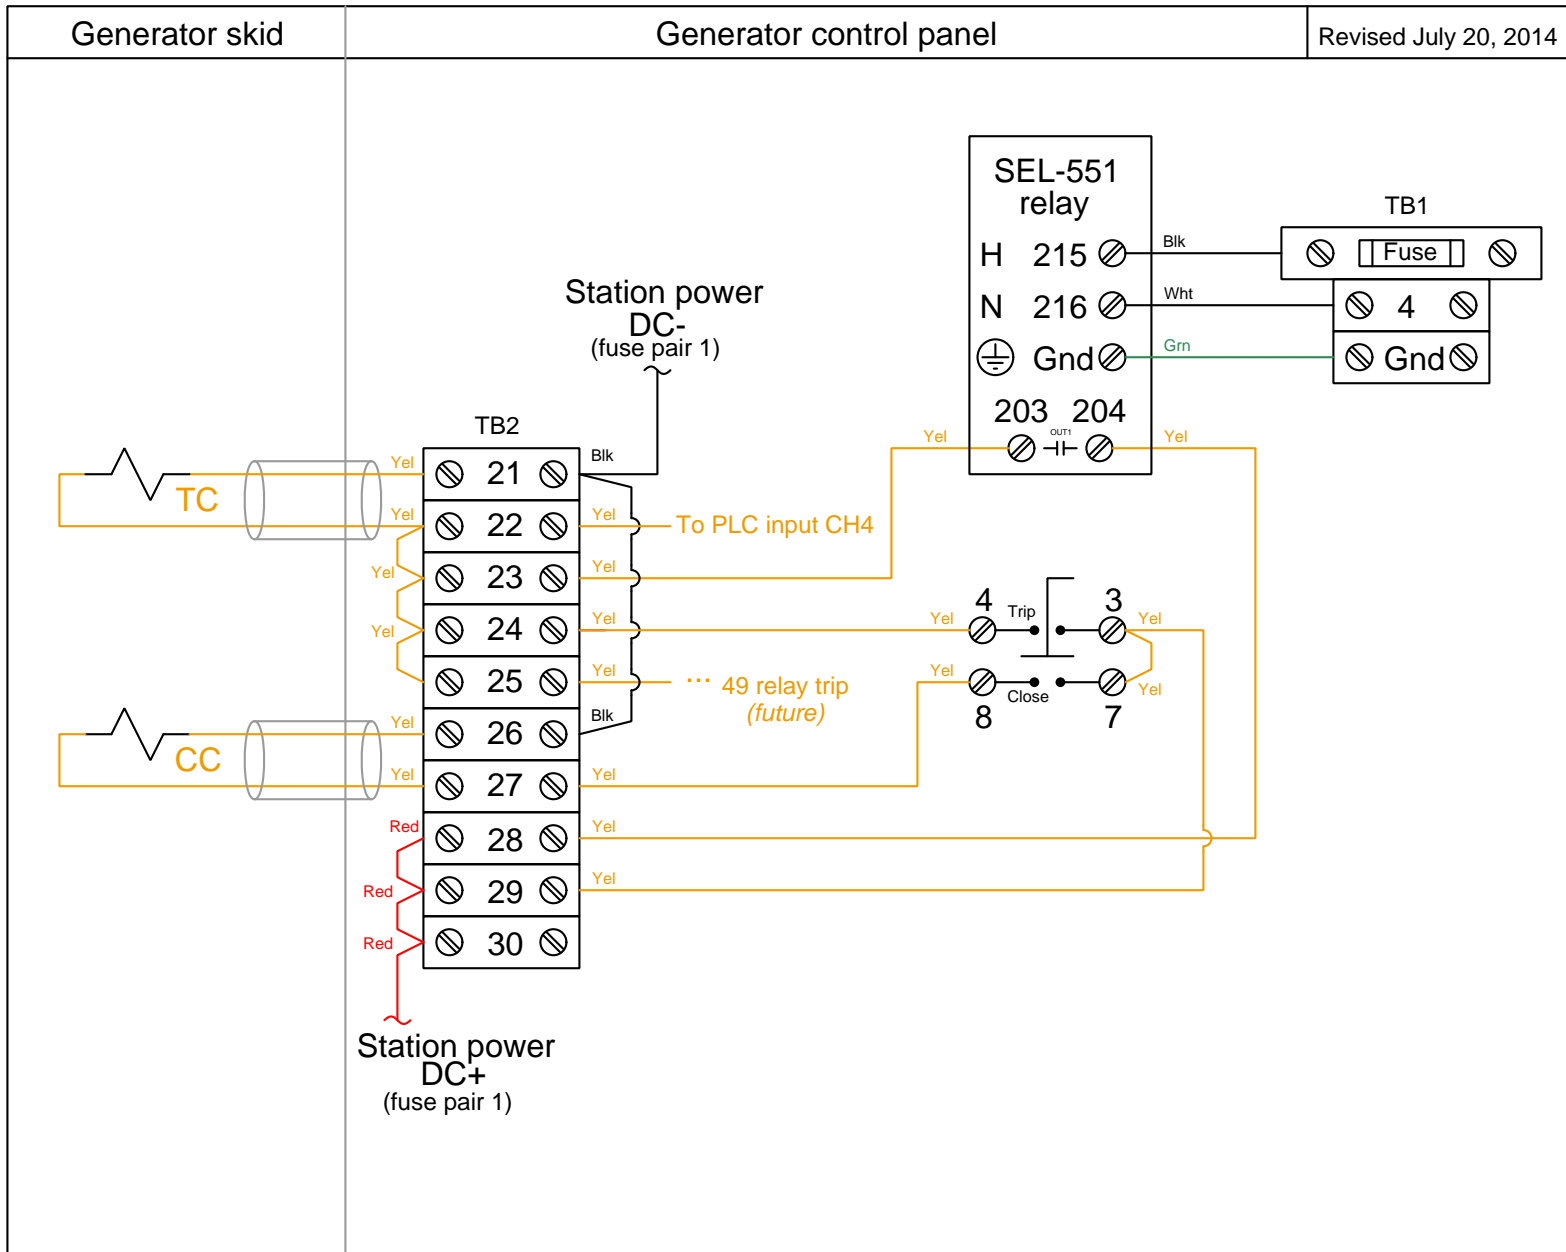 Generator skid
Generator control panel
Revised July 20, 2014
SEL-551
relay
H 215
N 216
Gnd
203 204
OUT1
Yel
Yel
Blk
Wht
Grn
TB1
Fuse
4
Gnd
Station power
DC-
(fuse pair 1)
TB2
Blk
Yel
21
TC
Yel
22
Yel
To PLC input CH4
Yel
23
Yel
Yel
24
Yel
Yel
4
Trip
3
Yel
25
Yel
... 49 relay trip
(future)
Yel
8
Close
7
Yel
Blk
Yel
26
CC
Yel
27
Yel
Red
28
Yel
Red
29
Yel
Red
30
Station power
DC+
(fuse pair 1)